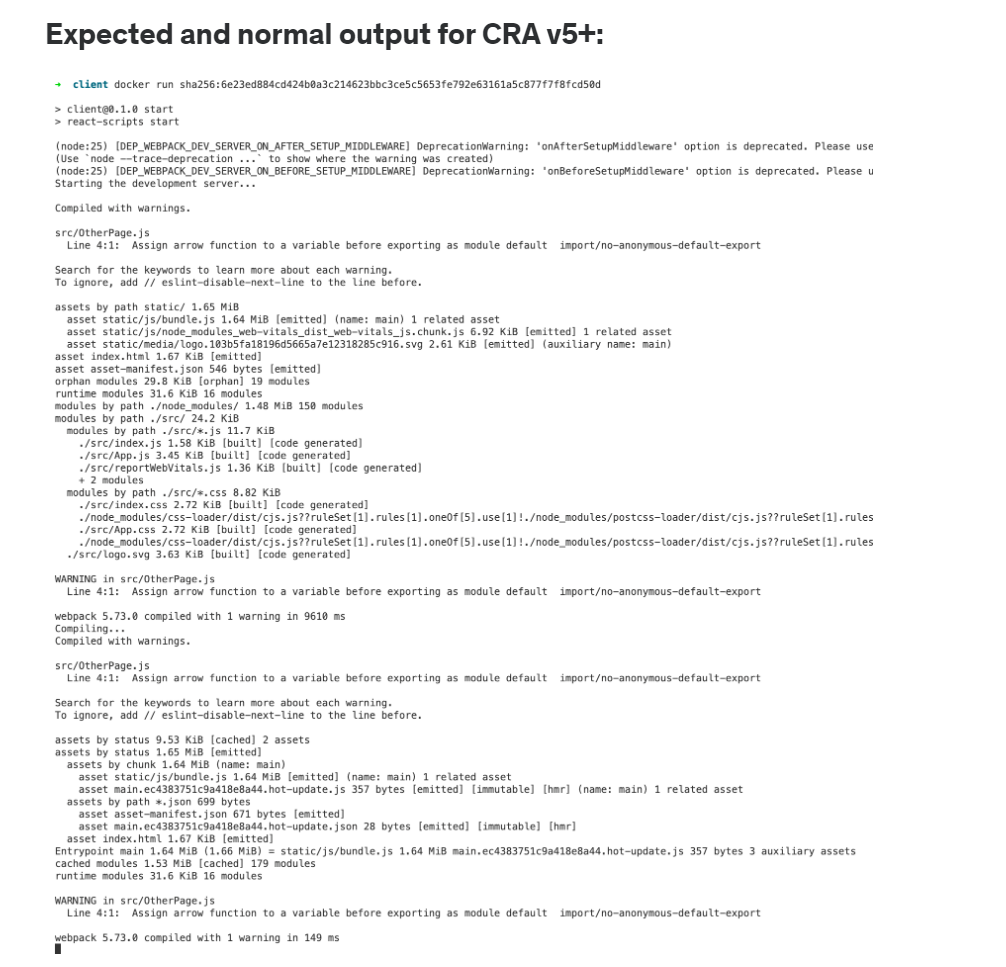 Expected and normal output for CRA v5+:
→ client docker run sha256:6e23ed884cd424b0a3c214623bbc3ce5c5653fe792e63161a5c877f7f8fcd50d
> client@0.1.0 start
> react-scripts start
(node:25) [DEP_WEBPACK_DEV_SERVER_ON_AFTER_SETUP_MIDDLEWARE] DeprecationWarning: 'onAfterSetupMiddleware' option is deprecated. Please use
(Use `node --trace-deprecation ...` to show where the warning was created)
(node:25) [DEP_WEBPACK_DEV_SERVER_ON_BEFORE_SETUP_MIDDLEWARE] DeprecationWarning: 'onBeforeSetupMiddleware' option is deprecated. Please u
Starting the development server...
Compiled with warnings.
src/OtherPage.js
Line 4:1: Assign arrow function to a variable before exporting as module default import/no-anonymous-default-export
Search for the keywords to learn more about each warning.
To ignore, add // eslint-disable-next-line to the line before.
assets by path static/ 1.65 MiB
asset static/js/bundle.js 1.64 MiB [emitted] (name: main) 1 related asset
asset static/js/node_modules_web-vitals_dist_web-vitals_js.chunk.js 6.92 KiB [emitted] 1 related asset
asset static/media/logo.103b5fa18196d5665a7e12318285c916.svg 2.61 KiB [emitted] (auxiliary name: main)
asset index.html 1.67 KiB [emitted]
asset asset-manifest.json 546 bytes [emitted]
orphan modules 29.8 KiB [orphan] 19 modules
runtime modules 31.6 KiB 16 modules
modules by path ./node_modules/ 1.48 MiB 150 modules
modules by path ./src/ 24.2 KiB
modules by path ./src/*.js 11.7 KiB
./src/index.js 1.58 KiB [built] [code generated]
./src/App.js 3.45 KiB [built] [code generated]
./src/reportWebVitals.js 1.36 KiB [built] [code generated]
+ 2 modules
modules by path ./src/*.css 8.82 KiB
./src/index.css 2.72 KiB [built] [code generated]
./node_modules/css-loader/dist/cjs.js??ruleSet[1].rules[1].oneOf[5].use[1]!./node_modules/postcss-loader/dist/cjs.js??ruleSet[1].rules
./src/App.css 2.72 KiB [built] [code generated]
./node_modules/css-loader/dist/cjs.js??ruleSet[1].rules[1].oneOf[5].use[1]!./node_modules/postcss-loader/dist/cjs.js??ruleSet[1].rules
./src/logo.svg 3.63 KiB [built] [code generated]
WARNING in src/OtherPage.js
Line 4:1: Assign arrow function to a variable before exporting as module default import/no-anonymous-default-export
webpack 5.73.0 compiled with 1 warning in 9610 ms
Compiling...
Compiled with warnings.
src/OtherPage.js
Line 4:1: Assign arrow function to a variable before exporting as module default import/no-anonymous-default-export
Search for the keywords to learn more about each warning.
To ignore, add // eslint-disable-next-line to the line before.
assets by status 9.53 KiB [cached] 2 assets
assets by status 1.65 MiB [emitted]
assets by chunk 1.64 MiB (name: main)
asset static/js/bundle.js 1.64 MiB [emitted] (name: main) 1 related asset
asset main.ec4383751c9a418e8a44.hot-update.js 357 bytes [emitted] [immutable] [hmr] (name: main) 1 related asset
assets by path *.json 699 bytes
asset asset-manifest.json 671 bytes [emitted]
asset main.ec4383751c9a418e8a44.hot-update.json 28 bytes [emitted] [immutable] [hmr]
asset index.html 1.67 KiB [emitted]
Entrypoint main 1.64 MiB (1.66 MiB) = static/js/bundle.js 1.64 MiB main.ec4383751c9a418e8a44.hot-update.js 357 bytes 3 auxiliary assets
cached modules 1.53 MiB [cached] 179 modules
runtime modules 31.6 KiB 16 modules
WARNING in src/OtherPage.js
Line 4:1: Assign arrow function to a variable before exporting as module default import/no-anonymous-default-export
webpack 5.73.0 compiled with 1 warning in 149 ms